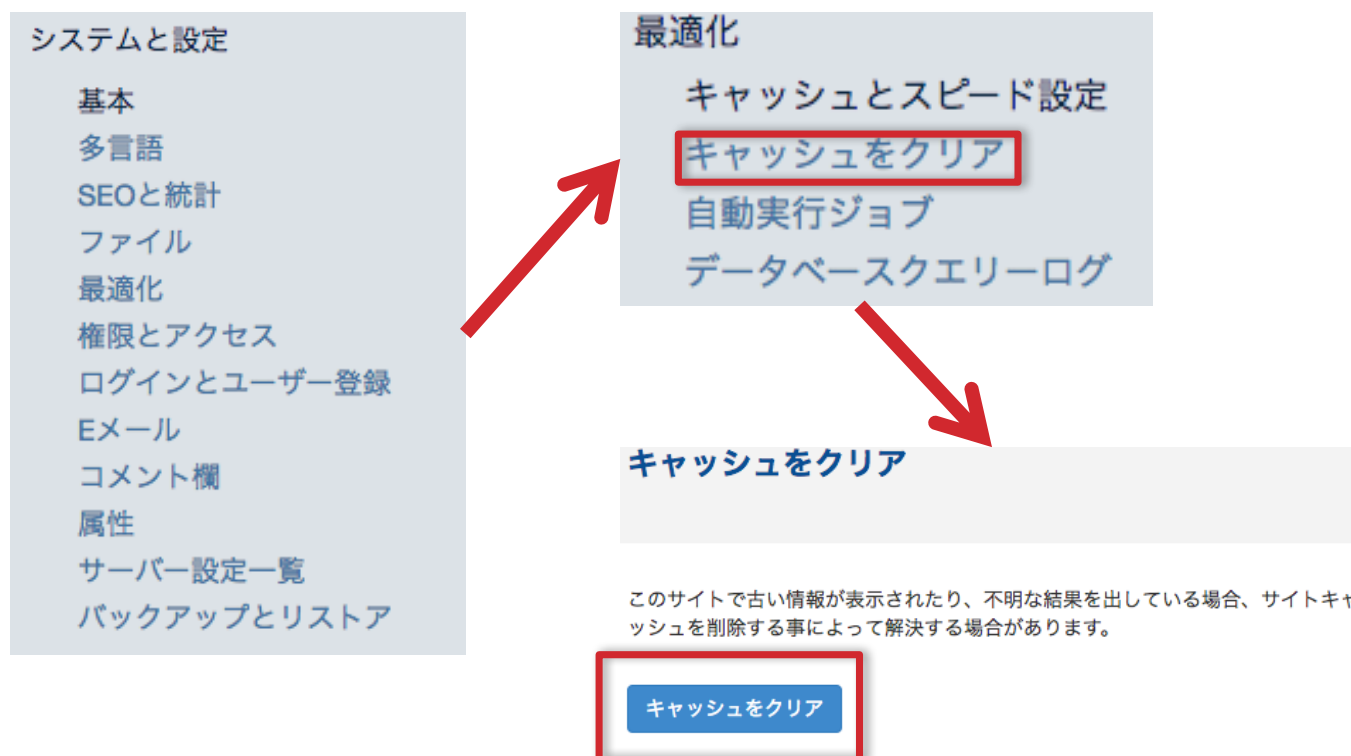 システムと設定
基本
多言語
SEOと統計
ファイル
最適化
権限とアクセス
ログインとユーザー登録
Eメール
コメント欄
属性
サーバー設定一覧
バックアップとリストア
最適化
キャッシュとスピード設定
キャッシュをクリア
自動実行ジョブ
データベースクエリーログ
キャッシュをクリア
このサイトで古い情報が表示されたり、不明な結果を出している場合、サイトキャ
ッシュを削除する事によって解決する場合があります。
キャッシュをクリア